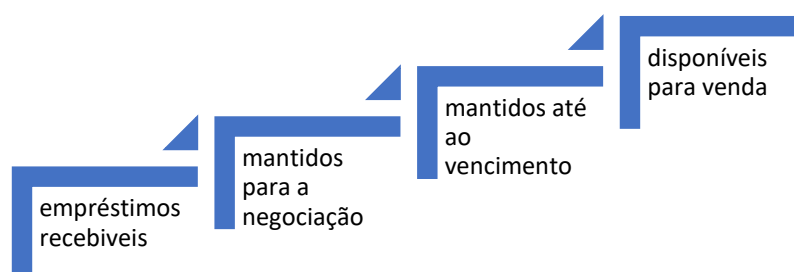 empréstimos
recebiveis
mantidos
para a
negociação
mantidos até
ao
vencimento
disponíveis
para venda